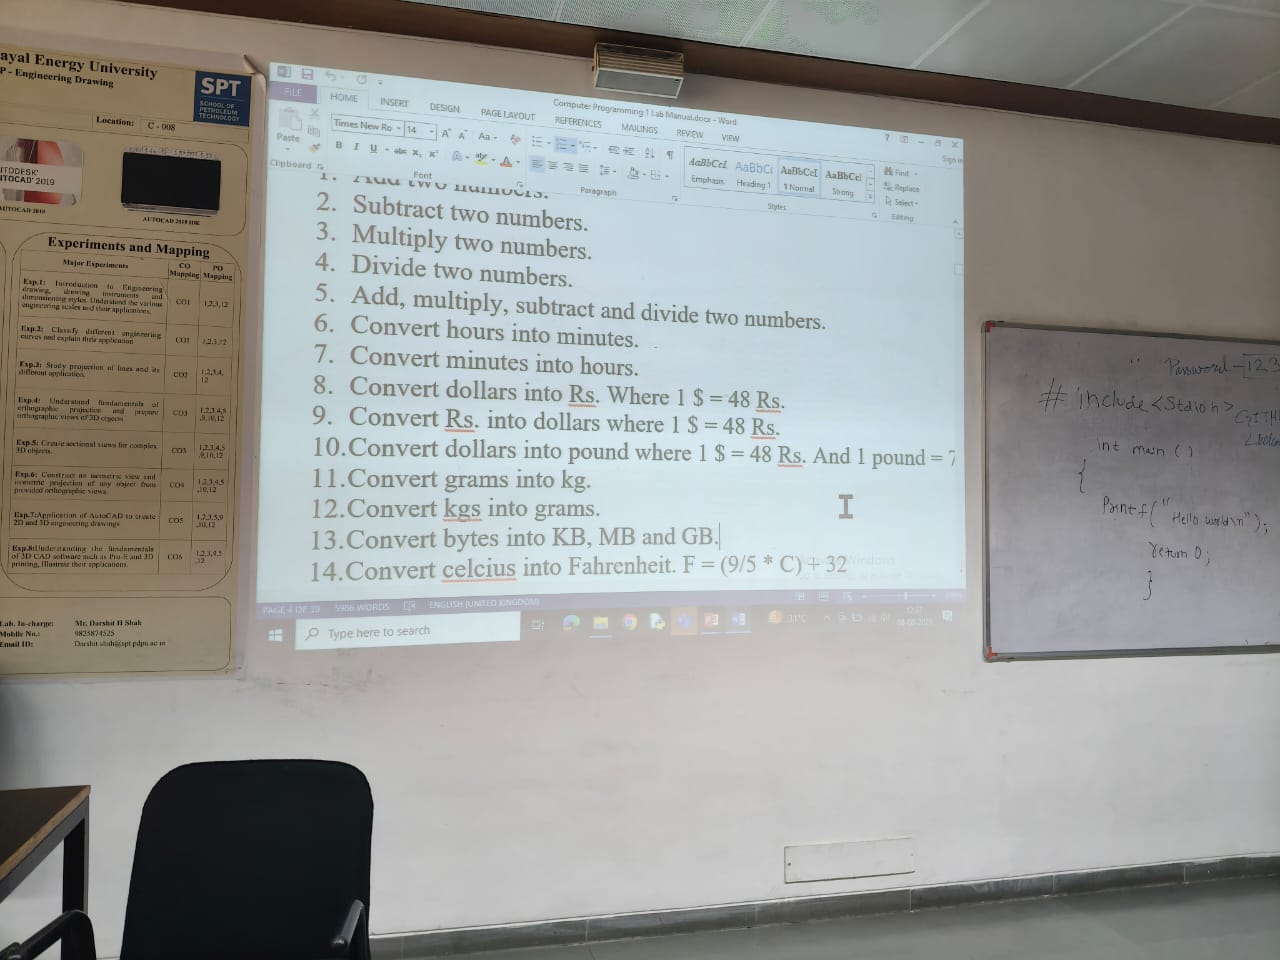 ayal Energy University
P - Engineering Drawing
SPT
SCHOOL OF
PETROLEUM
TECHNOLOGY
Location: C - 008
TODESK'
TOCAD' 2019
AUTOCAD 2019
AUTOCAD 2019 IDE
Experiments and Mapping
Major Experiments
CO Mapping
PO Mapping
Exp.1: Introduction to Engineering
drawing, drawing instruments and
dimensioning styles. Understand the various
engineering scales and their applications.
CO1
1,2,3,12
Exp.2: Classify different engineering
curves and explain their application
CO1
1,2,3,12
Exp.3: Study projection of lines and its
different application.
CO2
1,2,3,4,
12
Exp.4: Understand fundamentals of
orthographic projection and prepare
orthographic views of 3D objects
CO3
1,2,3,4,5
,9,10,12
Exp.5: Create sectional views for complex
3D objects.
CO3
1,2,3,4,5
,9,10,12
Exp.6: Construct an isometric view and
isometric projection of any object from
provided orthographic views.
CO4
1,2,3,4,5
,10,12
Exp.7:Application of AutoCAD to create
2D and 3D engineering drawings
CO5
1,2,3,5,9
,10,12
Exp.8:Understanding the fundamentals
of 3D CAD software such as Pro-E and 3D
printing, Illustrate their applications.
CO6
1,2,3,4,5
,12
Lab. In-charge: Mr. Darshit H Shah
Mobile No.: 9825874525
Email ID: Darshit.shah@spt.pdpu.ac.in
Computer Programming-1 Lab Manual.docx - Word
FILE HOME INSERT DESIGN PAGE LAYOUT REFERENCES MAILINGS REVIEW VIEW
Sign in
Paste
Times New Ro 14
Clipboard
Font
Paragraph
AaBbCcL AaBbCc AaBbCcI AaBbCcl
Emphasis Heading 1 ¶ Normal Strong
Styles
Find
Replace
Select
Editing
1. Add two numbers.
2. Subtract two numbers.
3. Multiply two numbers.
4. Divide two numbers.
5. Add, multiply, subtract and divide two numbers.
6. Convert hours into minutes.
7. Convert minutes into hours.
8. Convert dollars into Rs. Where 1 $ = 48 Rs.
9. Convert Rs. into dollars where 1 $ = 48 Rs.
10.Convert dollars into pound where 1 $ = 48 Rs. And 1 pound = 7
11.Convert grams into kg.
12.Convert kgs into grams.
13.Convert bytes into KB, MB and GB.
14.Convert celcius into Fahrenheit. F = (9/5 * C) + 32
PAGE 4 OF 39 5986 WORDS ENGLISH (UNITED KINGDOM)
Type here to search
31°C
12:37
Password - 123
# include <Stdio.h>
int main ( )
{
Printf("Hello world\n");
return 0;
}